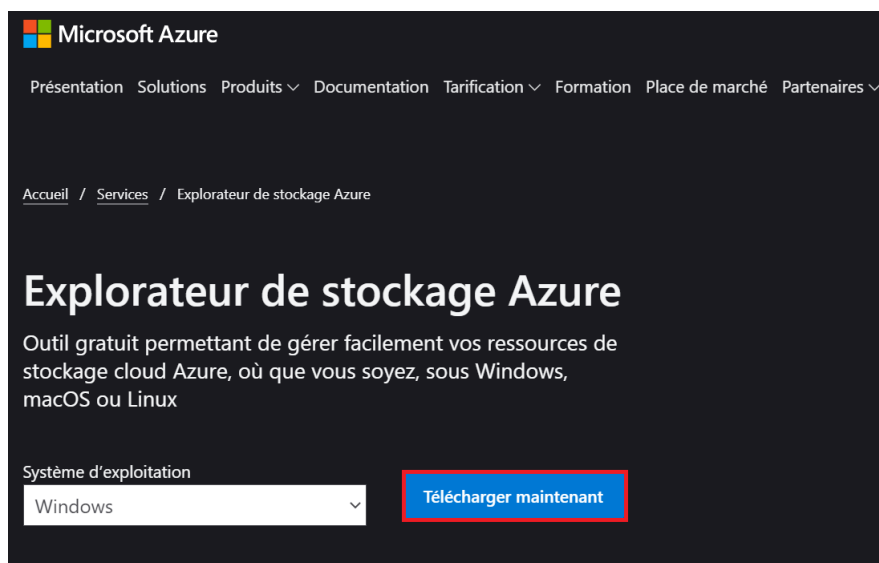 Microsoft Azure
Présentation Solutions Produits Documentation Tarification Formation Place de marché Partenaires
Accueil / Services / Explorateur de stockage Azure
Explorateur de stockage Azure
Outil gratuit permettant de gérer facilement vos ressources de
stockage cloud Azure, où que vous soyez, sous Windows,
macOS ou Linux
Système d’exploitation
Windows
Télécharger maintenant